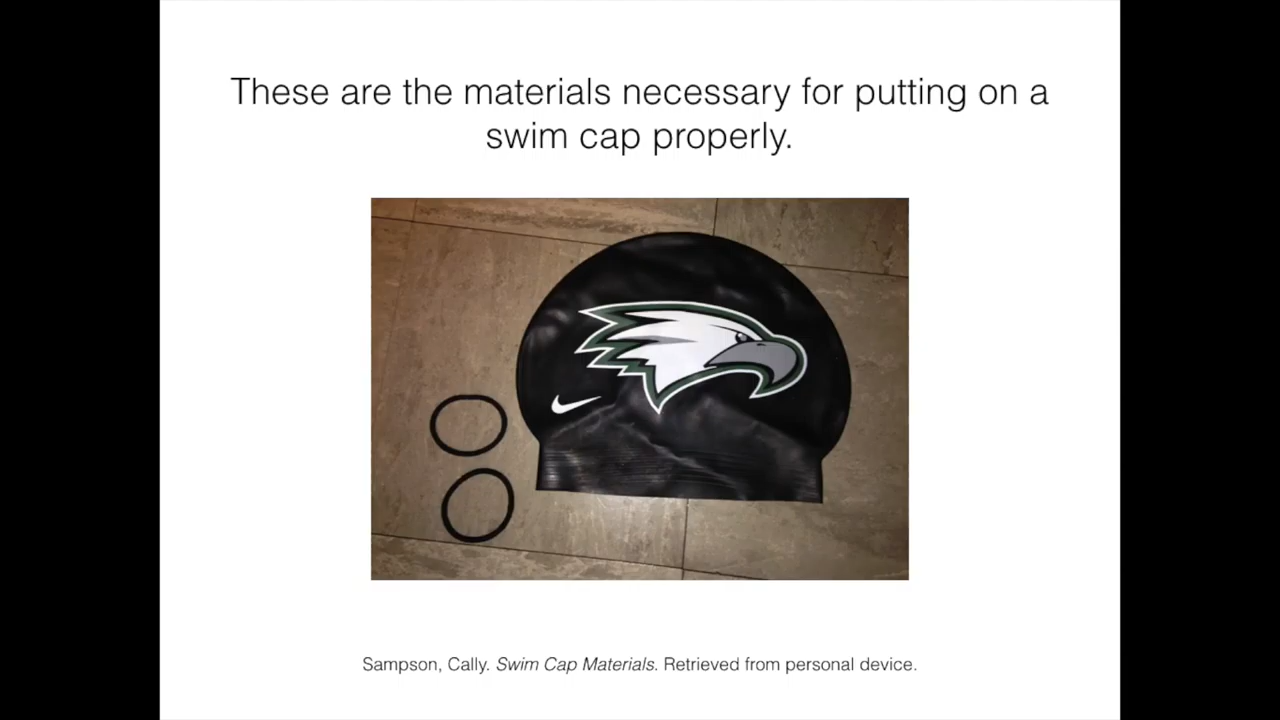 These are the materials necessary for putting on a
swim cap properly.
Sampson, Cally. Swim Cap Materials. Retrieved from personal device.